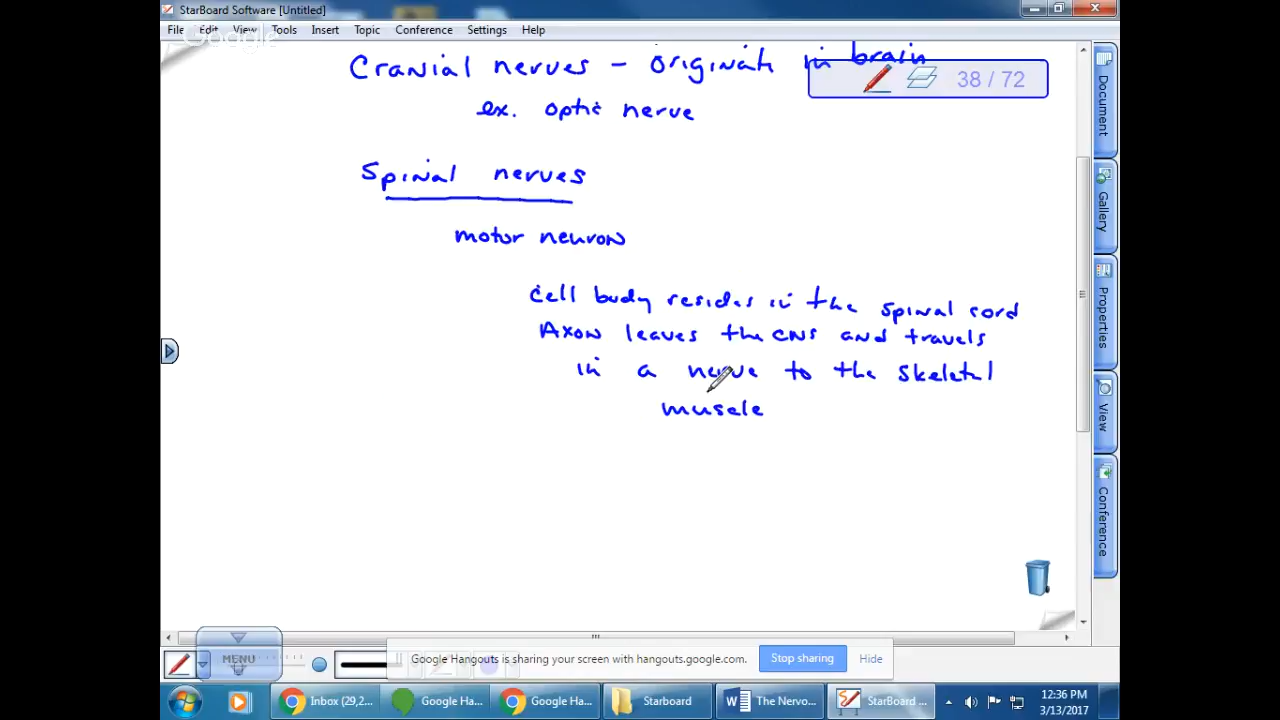 StarBoard Software [Untitled]
File Edit View Tools Insert Topic Conference Settings Help
Google
Cranial nerves - originate in brain
38 / 72
ex. optic nerve
Spinal nerves
motor neuron
Cell body resides in the spinal cord
Axon leaves the CNS and travels
in a nerve to the skeletal
muscle
Document
Gallery
Properties
View
Conference
MENU
Google Hangouts is sharing your screen with hangouts.google.com. Stop sharing Hide
Inbox (29,2... Google Ha... Google Ha... Starboard The Nervo... StarBoard ...
12:36 PM
3/13/2017